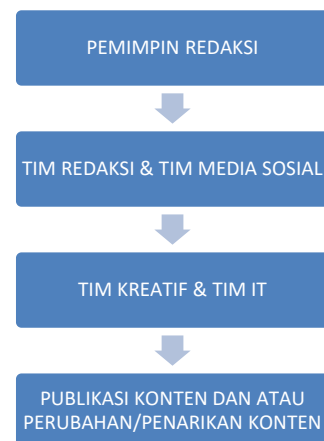 PEMIMPIN REDAKSI
TIM REDAKSI & TIM MEDIA SOSIAL
TIM KREATIF & TIM IT
PUBLIKASI KONTEN DAN ATAU
PERUBAHAN/PENARIKAN KONTEN